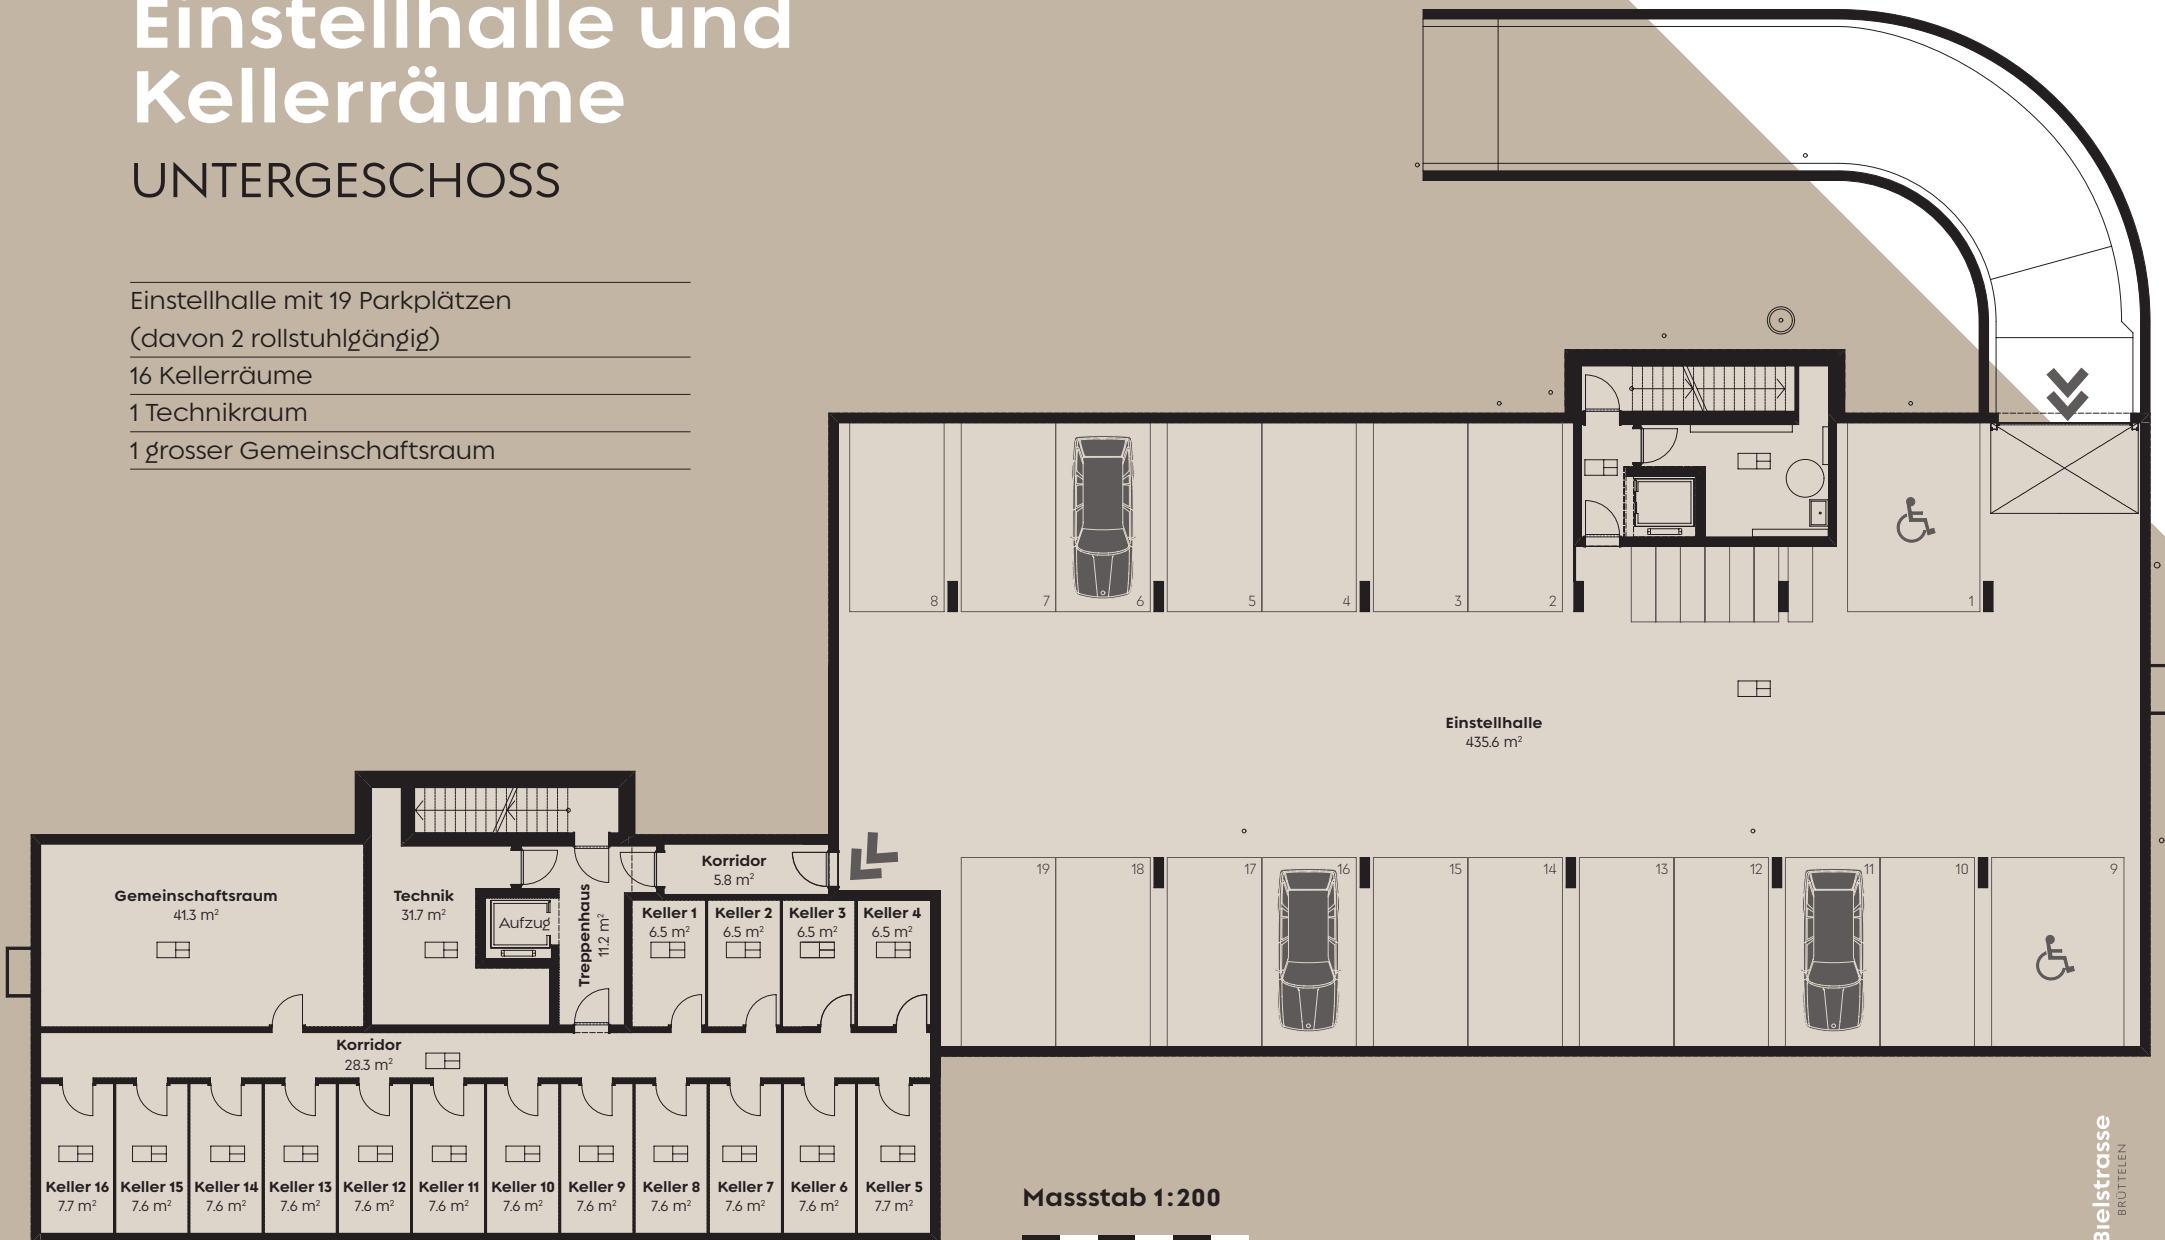 Einstellhalle und
Kellerräume
UNTERGESCHOSS
Einstellhalle mit 19 Parkplätzen
(davon 2 rollstuhlgängig)
16 Kellerräume
1 Technikraum
1 grosser Gemeinschaftsraum
8
7
6
5
4
3
2
1
Einstellhalle
435.6 m²
19
18
17
16
15
14
13
12
11
10
9
Korridor
5.8 m²
Gemeinschaftsraum
41.3 m²
Technik
31.7 m²
Aufzug
Treppenhaus
11.2 m²
Keller 1
6.5 m²
Keller 2
6.5 m²
Keller 3
6.5 m²
Keller 4
6.5 m²
Korridor
28.3 m²
Keller 16
7.7 m²
Keller 15
7.6 m²
Keller 14
7.6 m²
Keller 13
7.6 m²
Keller 12
7.6 m²
Keller 11
7.6 m²
Keller 10
7.6 m²
Keller 9
7.6 m²
Keller 8
7.6 m²
Keller 7
7.6 m²
Keller 6
7.6 m²
Keller 5
7.7 m²
Massstab 1:200
Bielstrasse
BRÜTTELEN